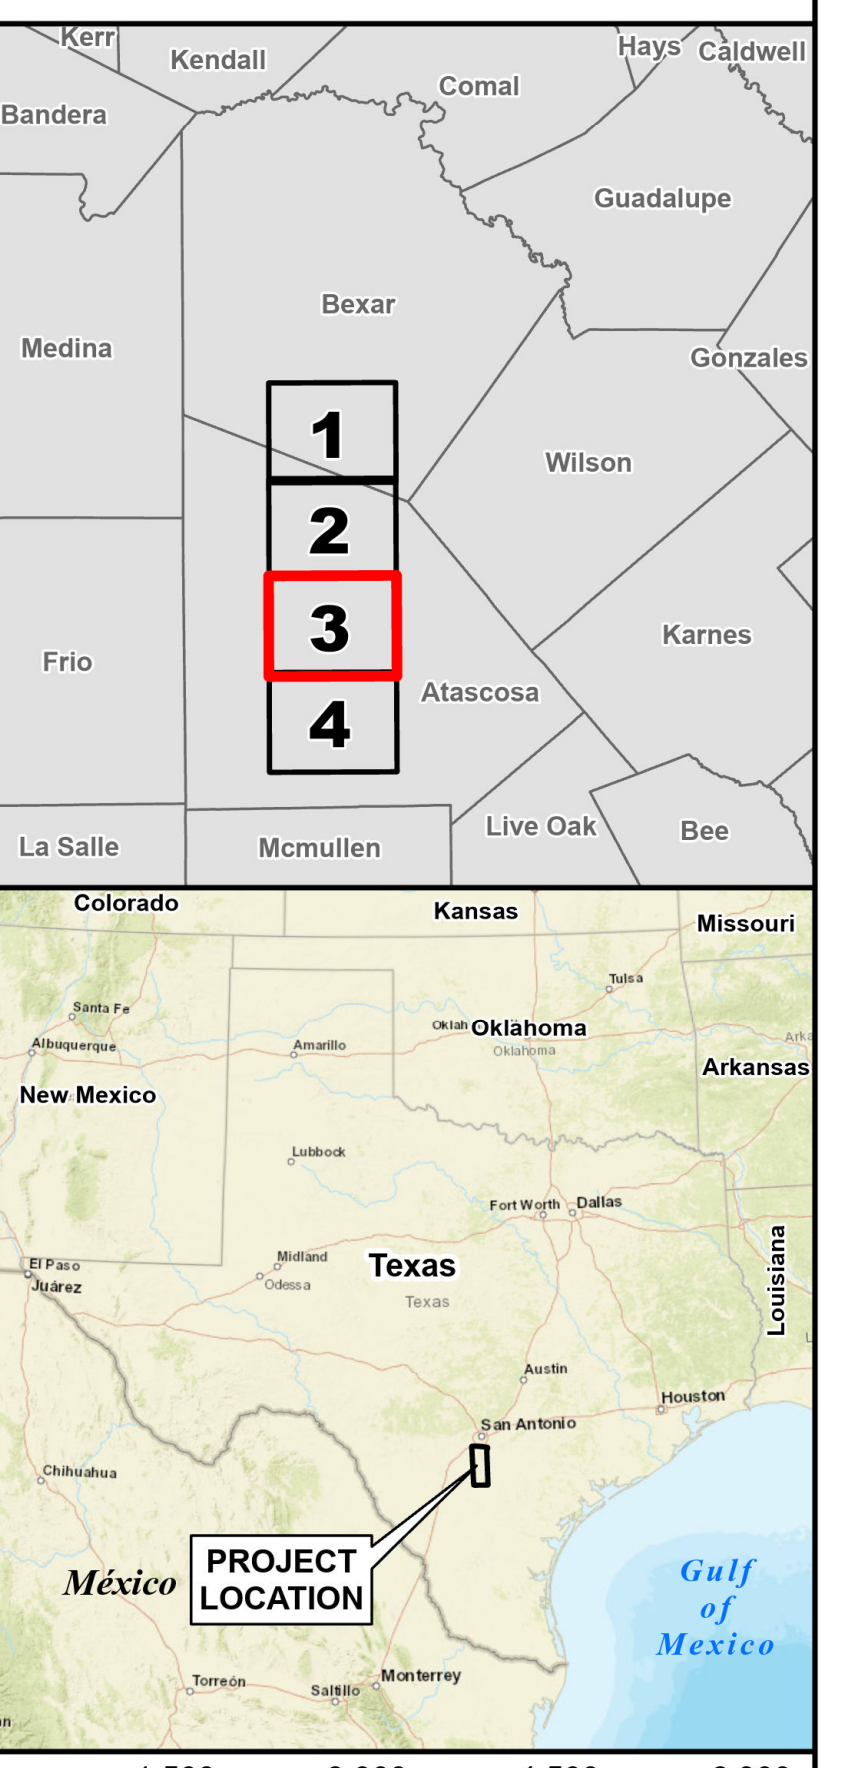 Kerr
Kendall
Hays
Caldwell
Comal
Bandera
Guadalupe
Bexar
Medina
Gonzales
1
Wilson
2
3
Karnes
Frio
Atascosa
4
Live Oak
Bee
La Salle
Mcmullen
Colorado
Kansas
Missouri
Tulsa
Santa Fe
Oklah
Oklahoma
Albuquerque
Amarillo
Oklahoma
Arka
Arkansas
New Mexico
Lubbock
Fort Worth
Dallas
Louisiana
El Paso
Midland
Texas
Juárez
Odessa
Texas
Austin
Houston
San Antonio
Chihuahua
PROJECT
LOCATION
México
Gulf
of
Mexico
Torreón
Saltillo
Monterrey